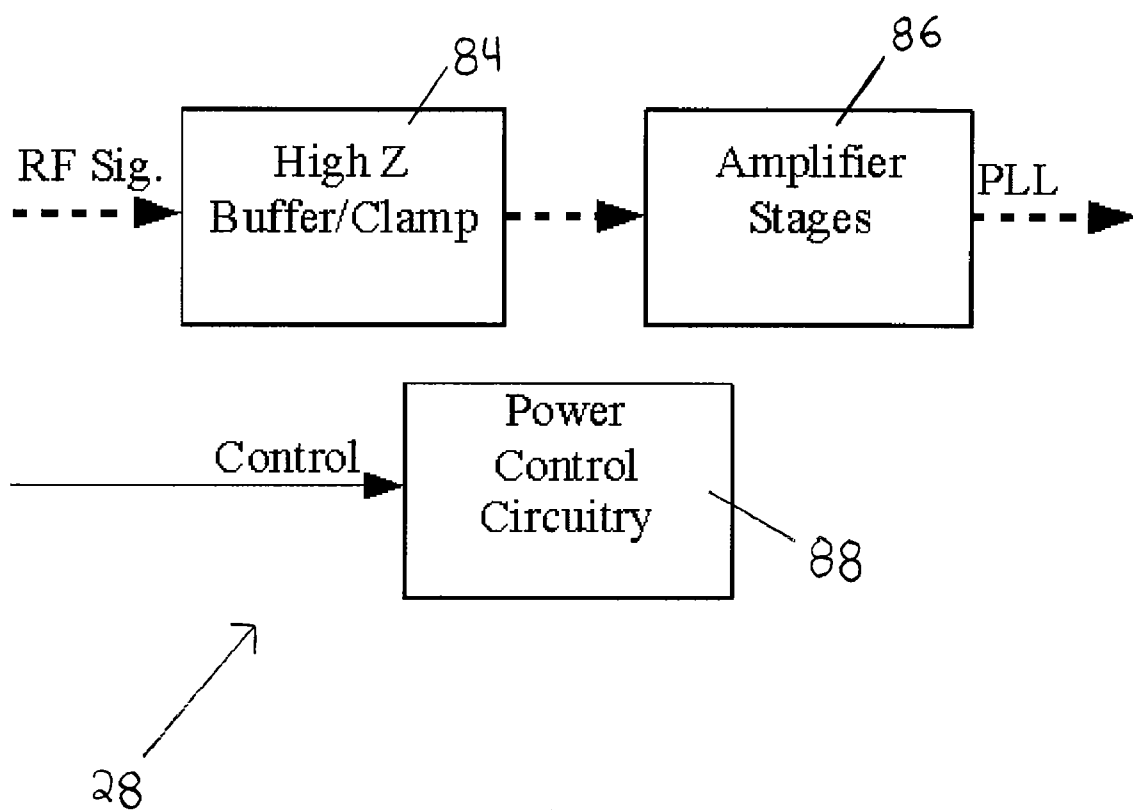 84
86
RF Sig.
High Z
Buffer/Clamp
Amplifier
Stages
PLL
Control
Power
Control
Circuitry
88
28